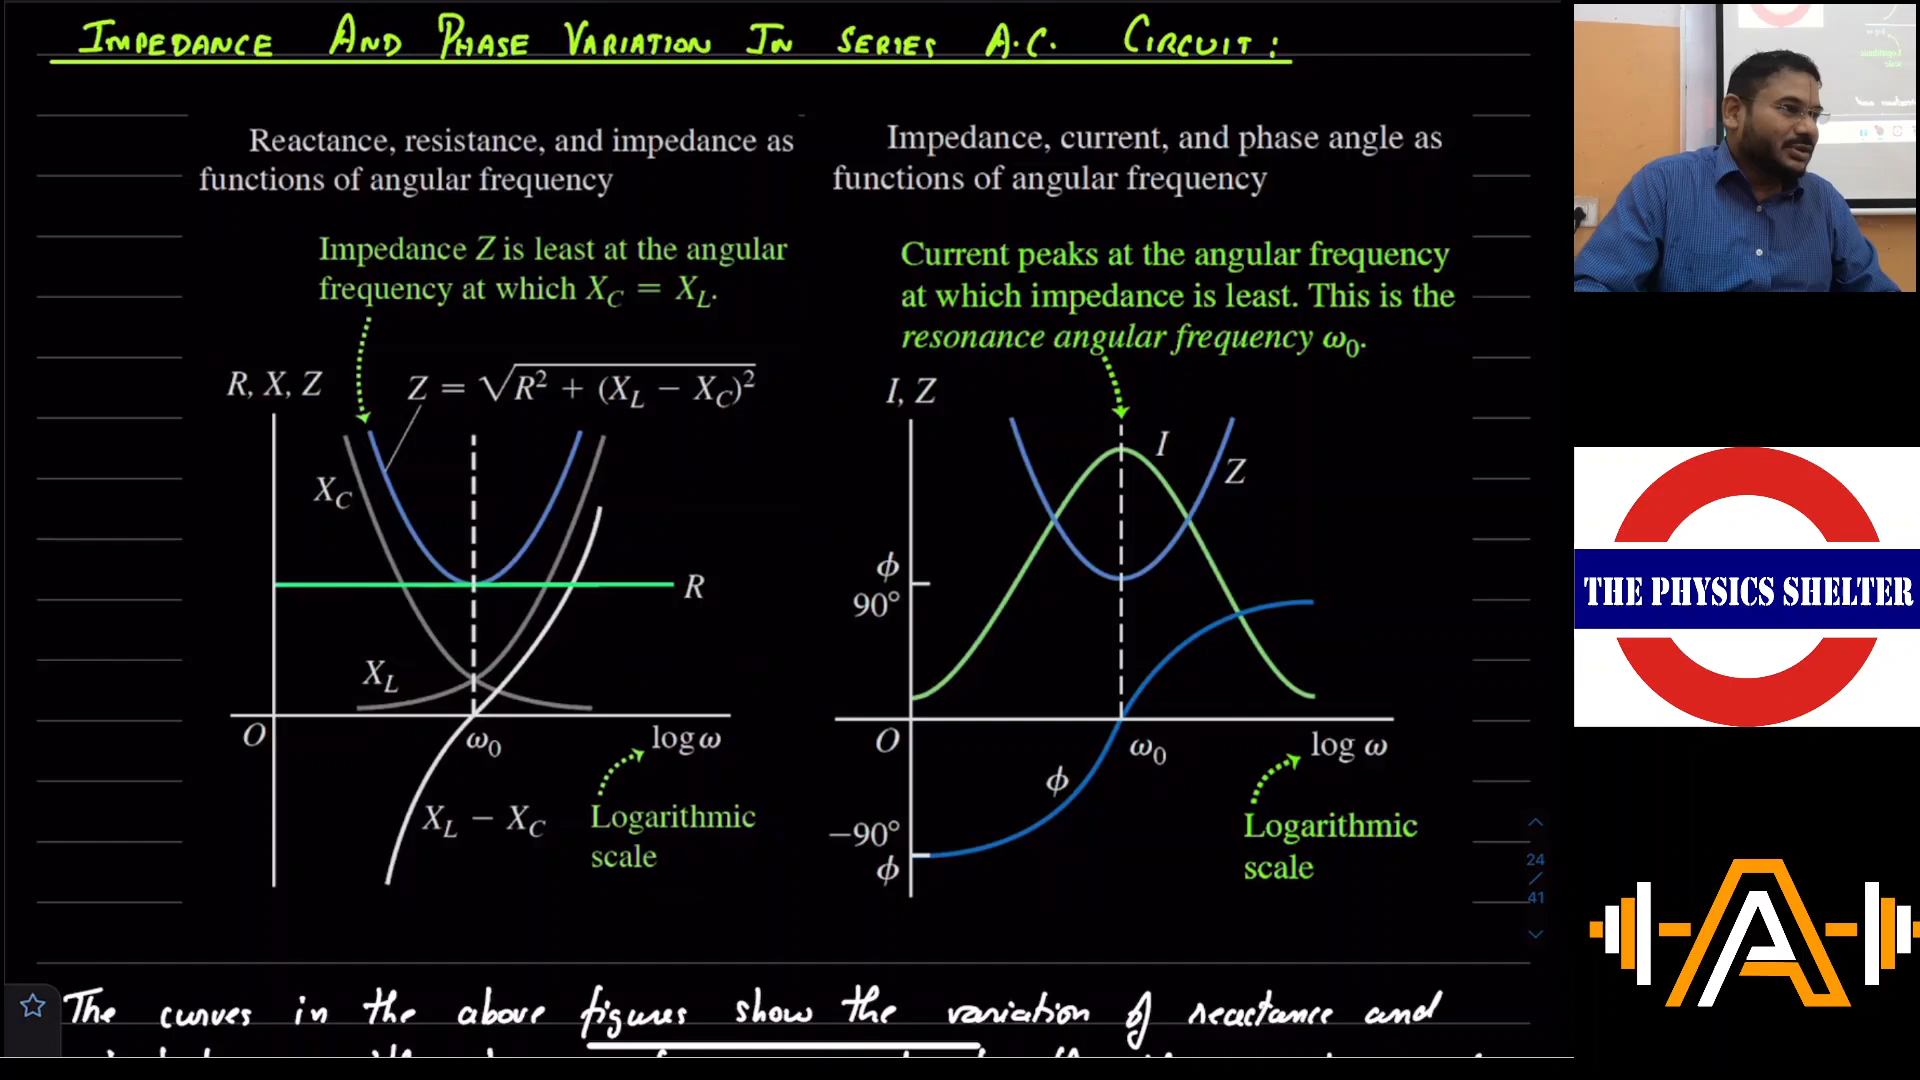 IMPEDANCE AND PHASE VARIATION IN SERIES A.C. CIRCUIT:
Reactance, resistance, and impedance as
functions of angular frequency
Impedance Z is least at the angular
frequency at which X_C = X_L.
R, X, Z
Z = √R² + (X_L − X_C)²
X_C
R
X_L
O
ω₀
log ω
X_L − X_C
Logarithmic
scale
Impedance, current, and phase angle as
functions of angular frequency
Current peaks at the angular frequency
at which impedance is least. This is the
resonance angular frequency ω₀.
I, Z
I
Z
ϕ
90°
O
ω₀
log ω
ϕ
−90°
ϕ
Logarithmic
scale
24
/
41
The curves in the above figures show the variation of reactance and
THE PHYSICS SHELTER
A